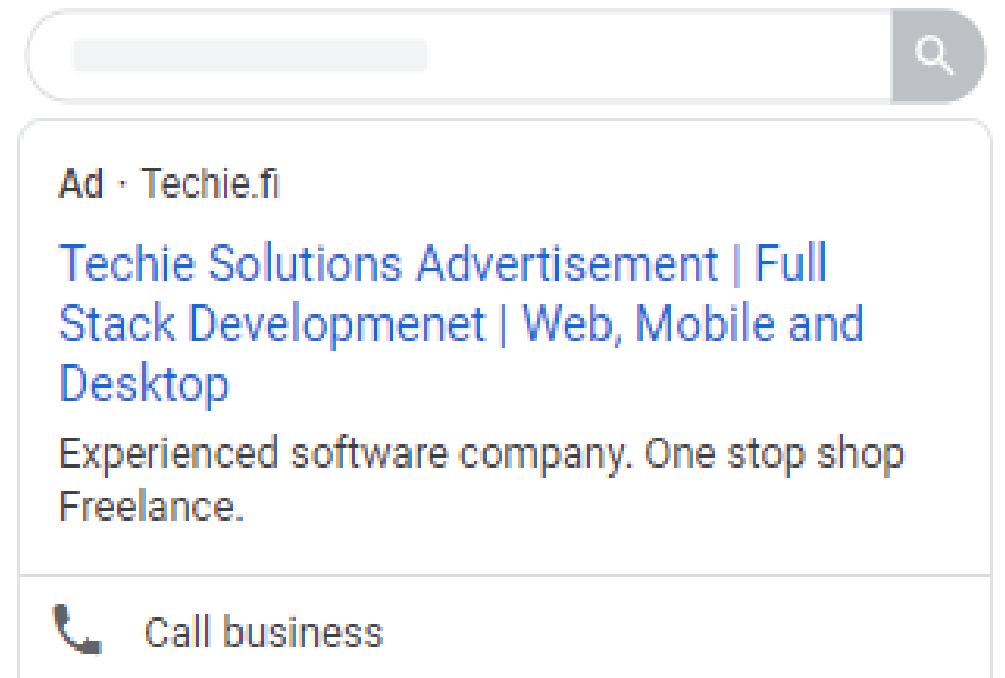 Ad · Techie.fi
Techie Solutions Advertisement | Full
Stack Developmenet | Web, Mobile and
Desktop
Experienced software company. One stop shop
Freelance.
Call business